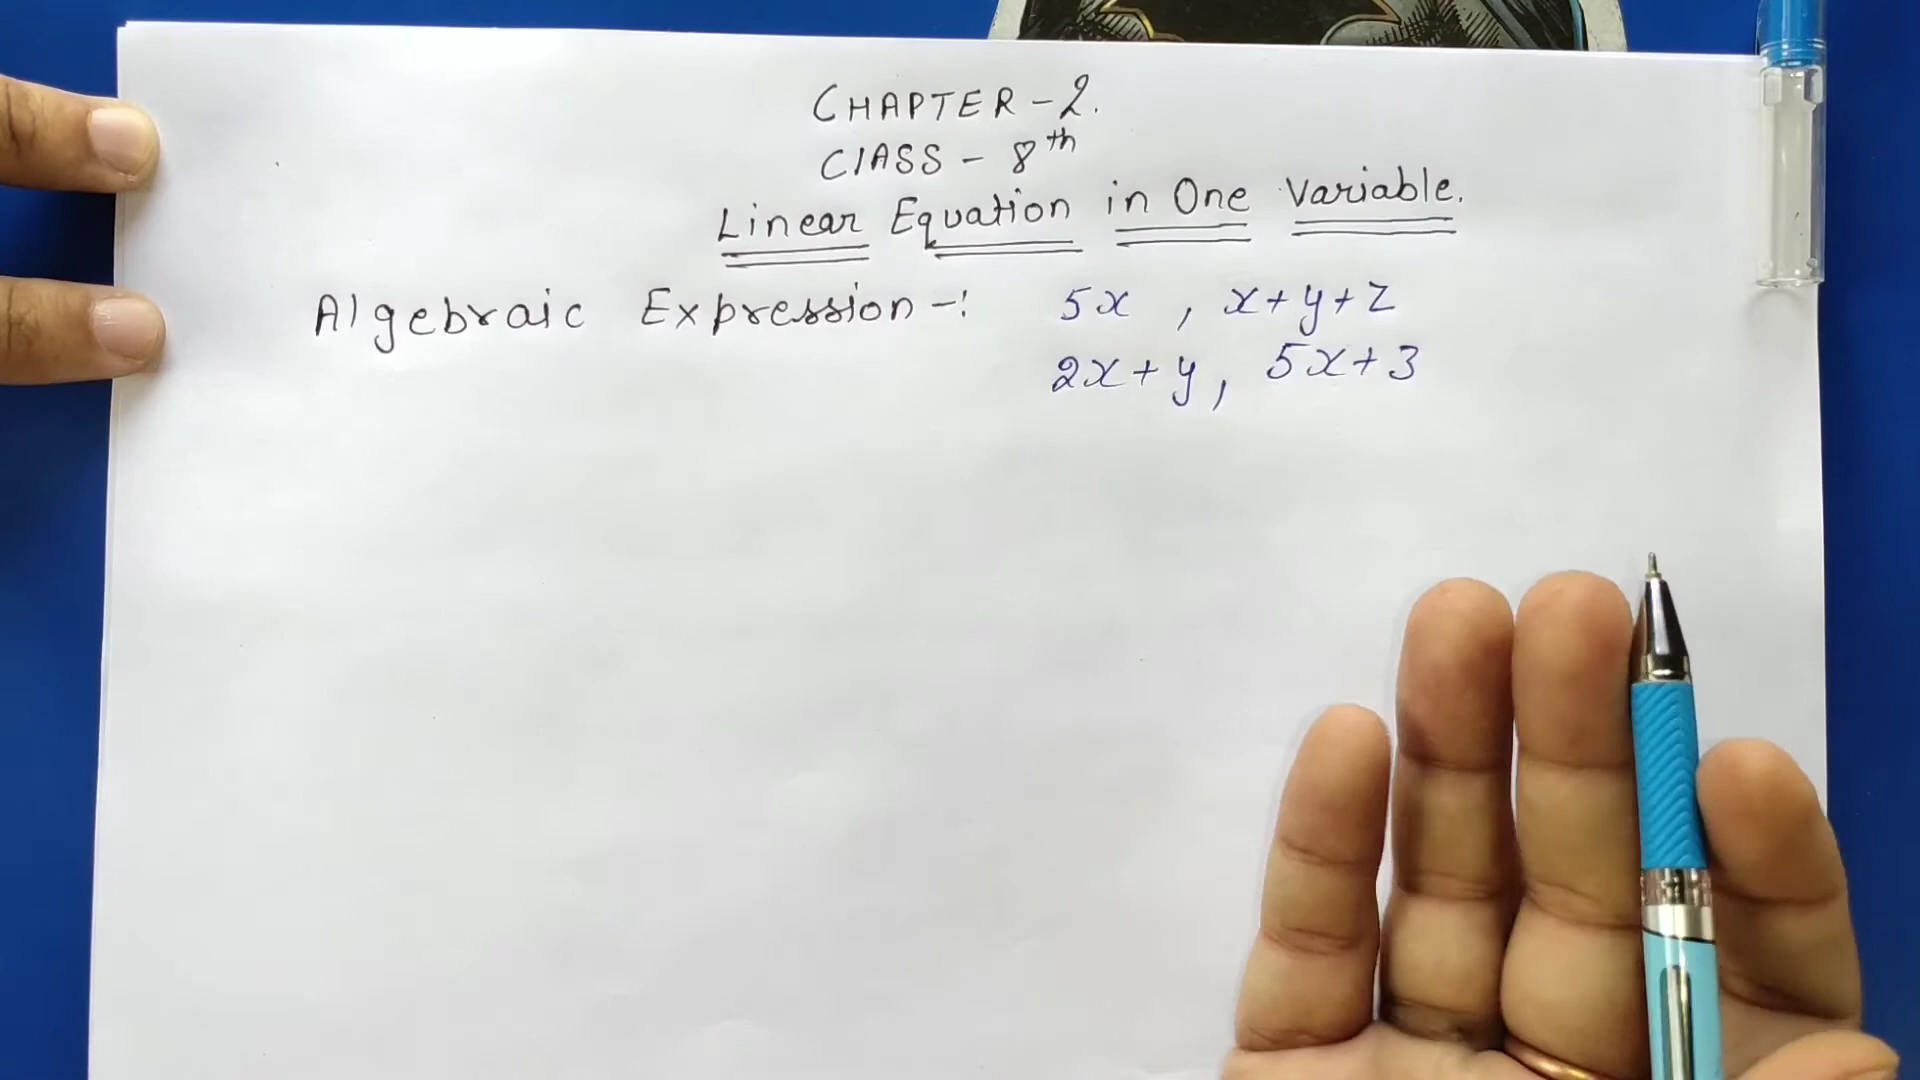 CHAPTER - 2.
ClASS - 8th
Linear Equation in One Variable.
Algebraic Expression -: 5x , x+y+z
2x+y, 5x+3